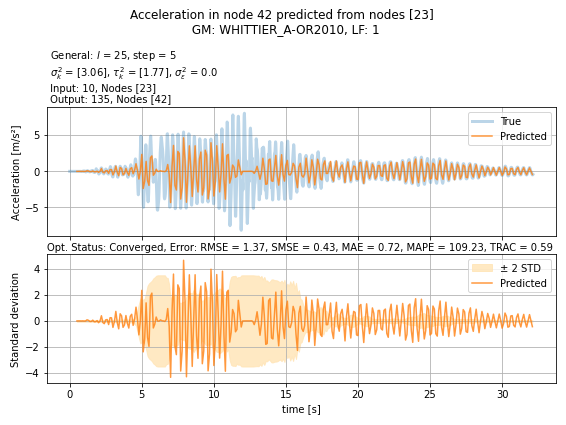 Acceleration in node 42 predicted from nodes [23]
GM: WHITTIER_A-OR2010, LF: 1
General: l = 25, step = 5
σ²ₖ = [3.06], τ²ₖ = [1.77], σ²ε = 0.0
Input: 10, Nodes [23]
Output: 135, Nodes [42]
Acceleration [m/s²]
5
0
−5
True
Predicted
Opt. Status: Converged, Error: RMSE = 1.37, SMSE = 0.43, MAE = 0.72, MAPE = 109.23, TRAC = 0.59
Standard deviation
4
2
0
−2
−4
± 2 STD
Predicted
0 5 10 15 20 25 30
time [s]